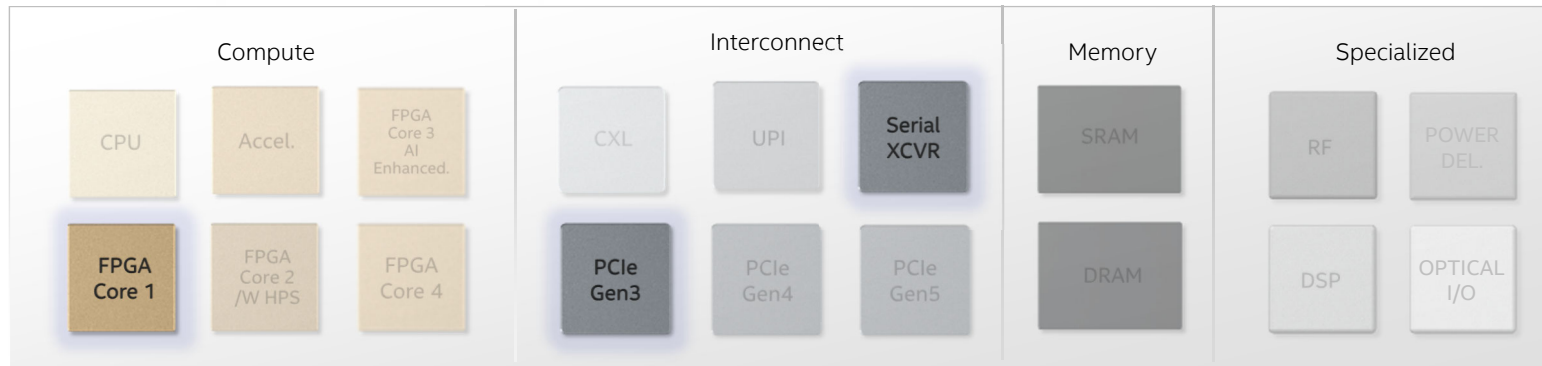 Compute
CPU
Accel.
FPGA
Core 3
AI
Enhanced.
FPGA
Core 1
FPGA
Core 2
/W HPS
FPGA
Core 4
Interconnect
CXL
UPI
Serial
XCVR
PCIe
Gen3
PCIe
Gen4
PCIe
Gen5
Memory
SRAM
DRAM
Specialized
RF
POWER
DEL.
DSP
OPTICAL
I/O